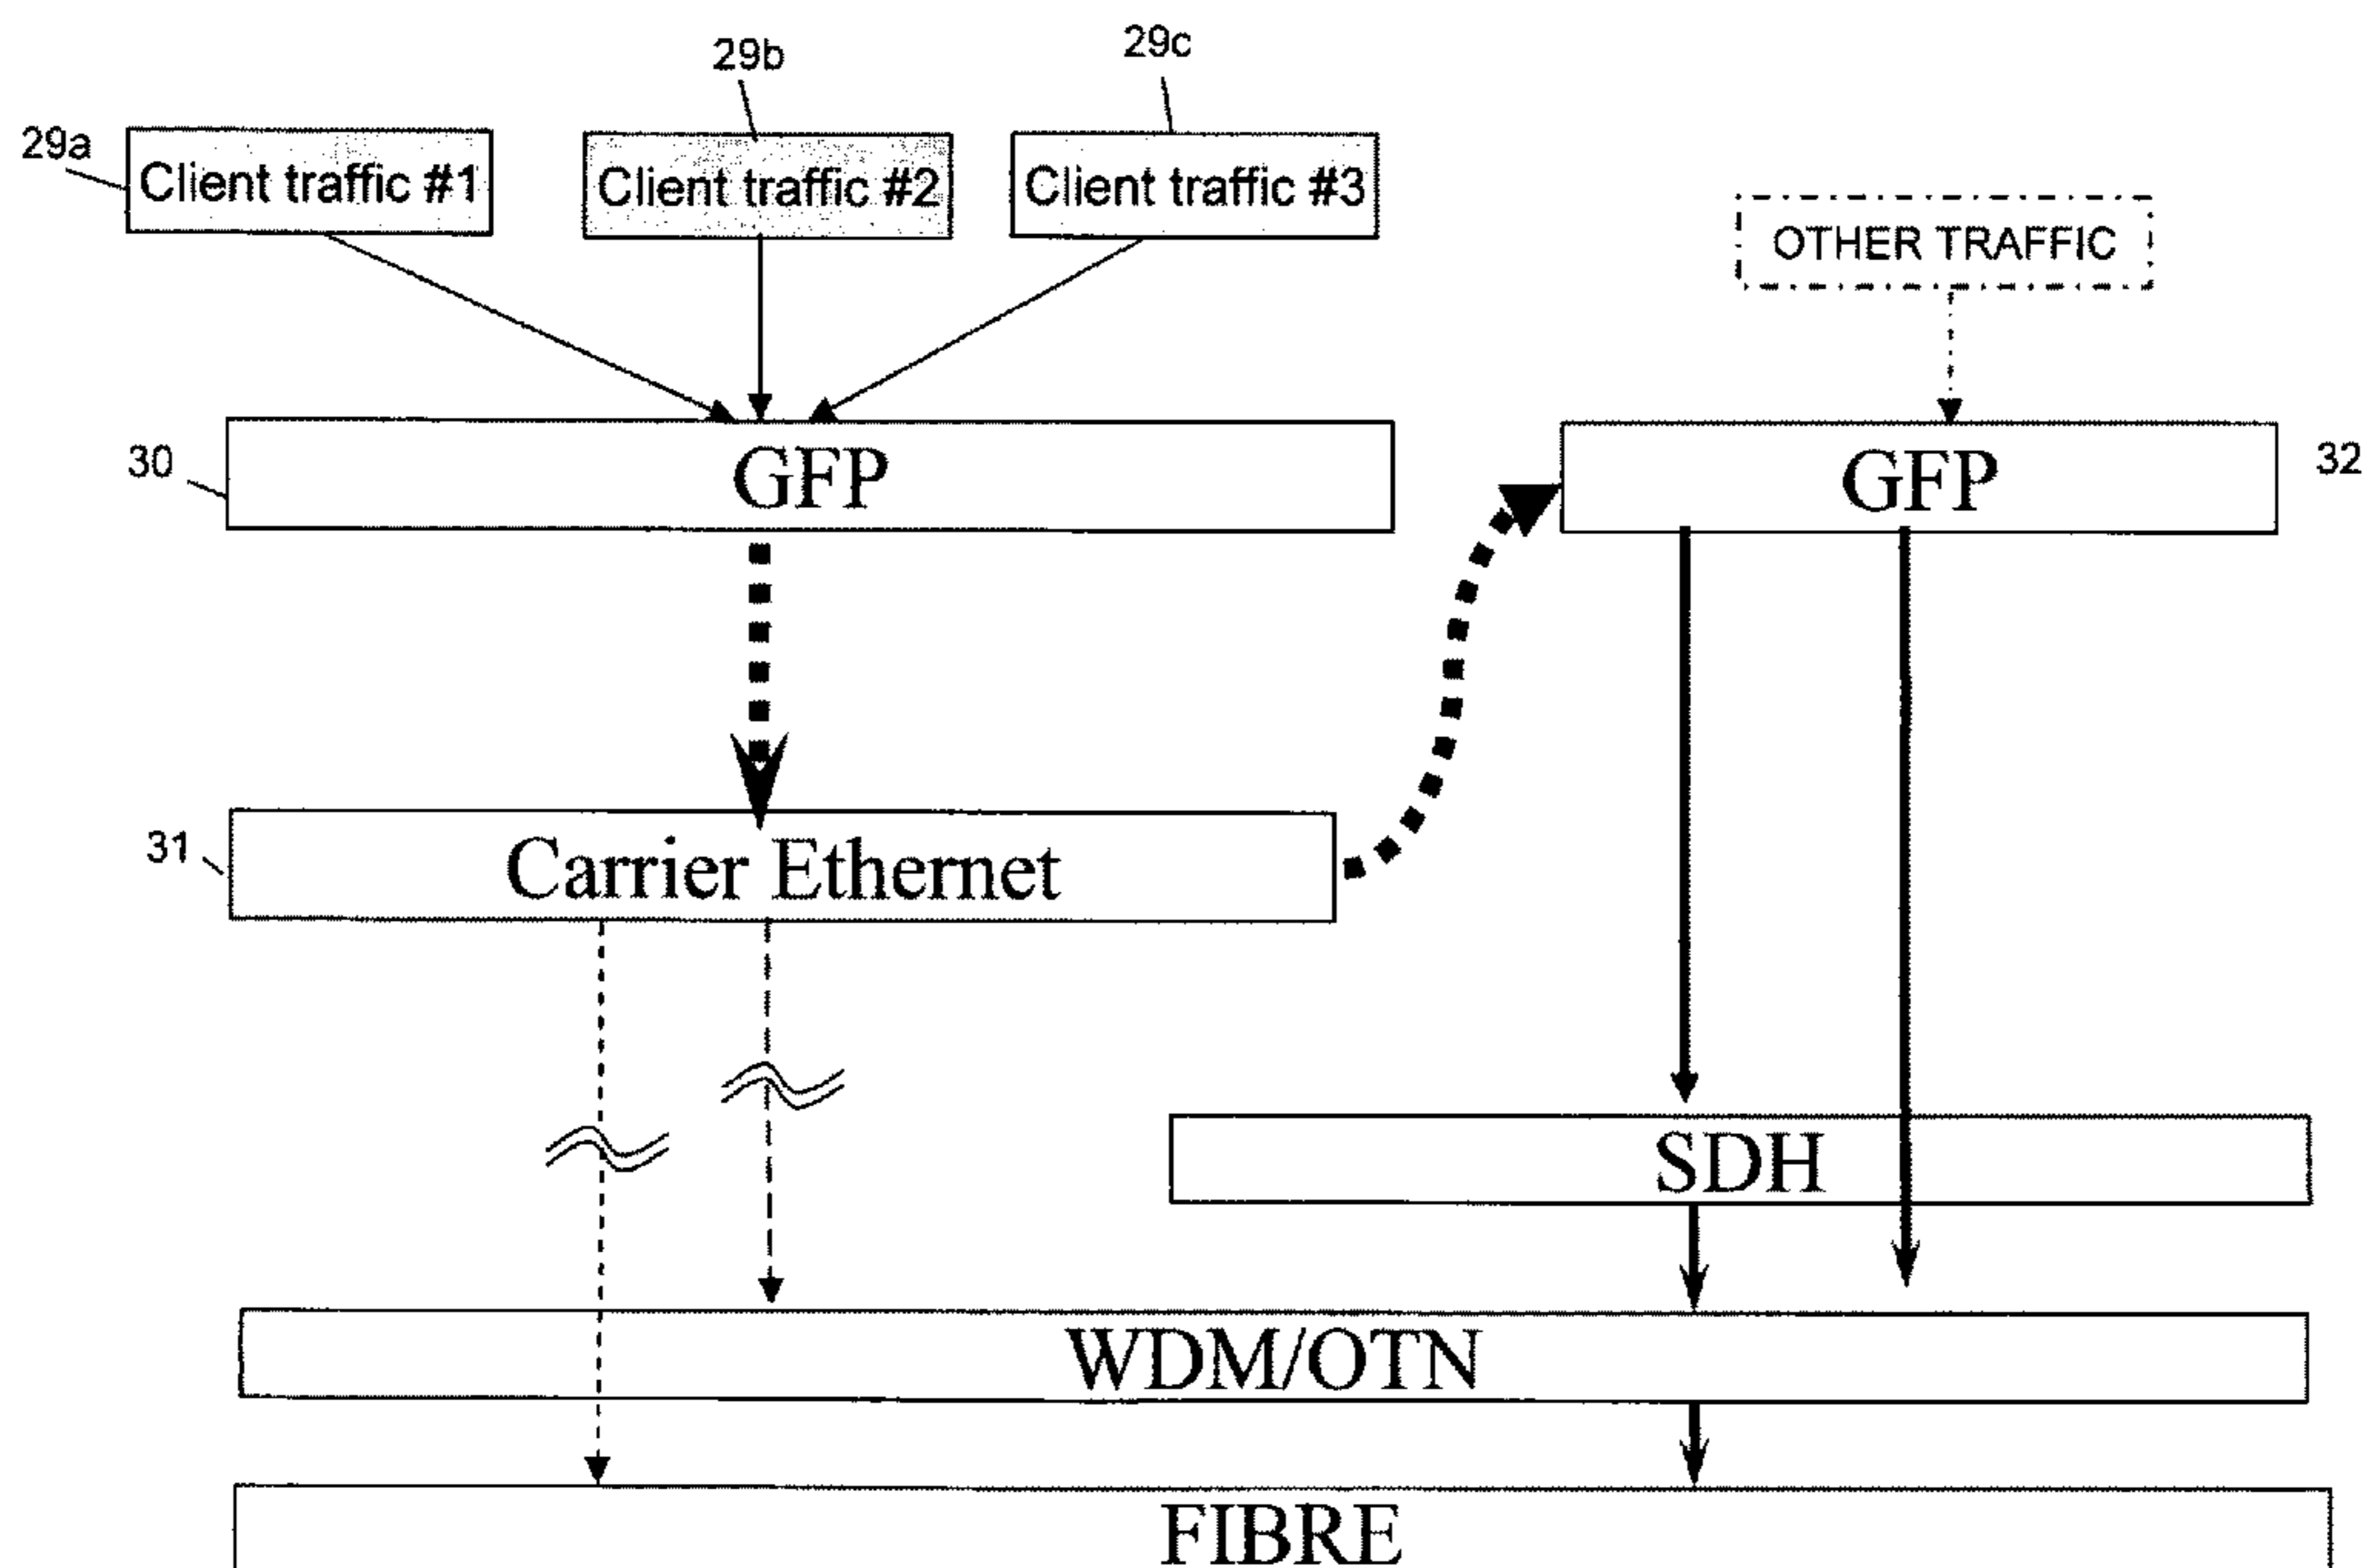 29b
29c
29a
Client traffic #1
Client traffic #2
Client traffic #3
OTHER TRAFFIC
30
GFP
GFP
32
31
Carrier Ethernet
SDH
WDM/OTN
FIBRE